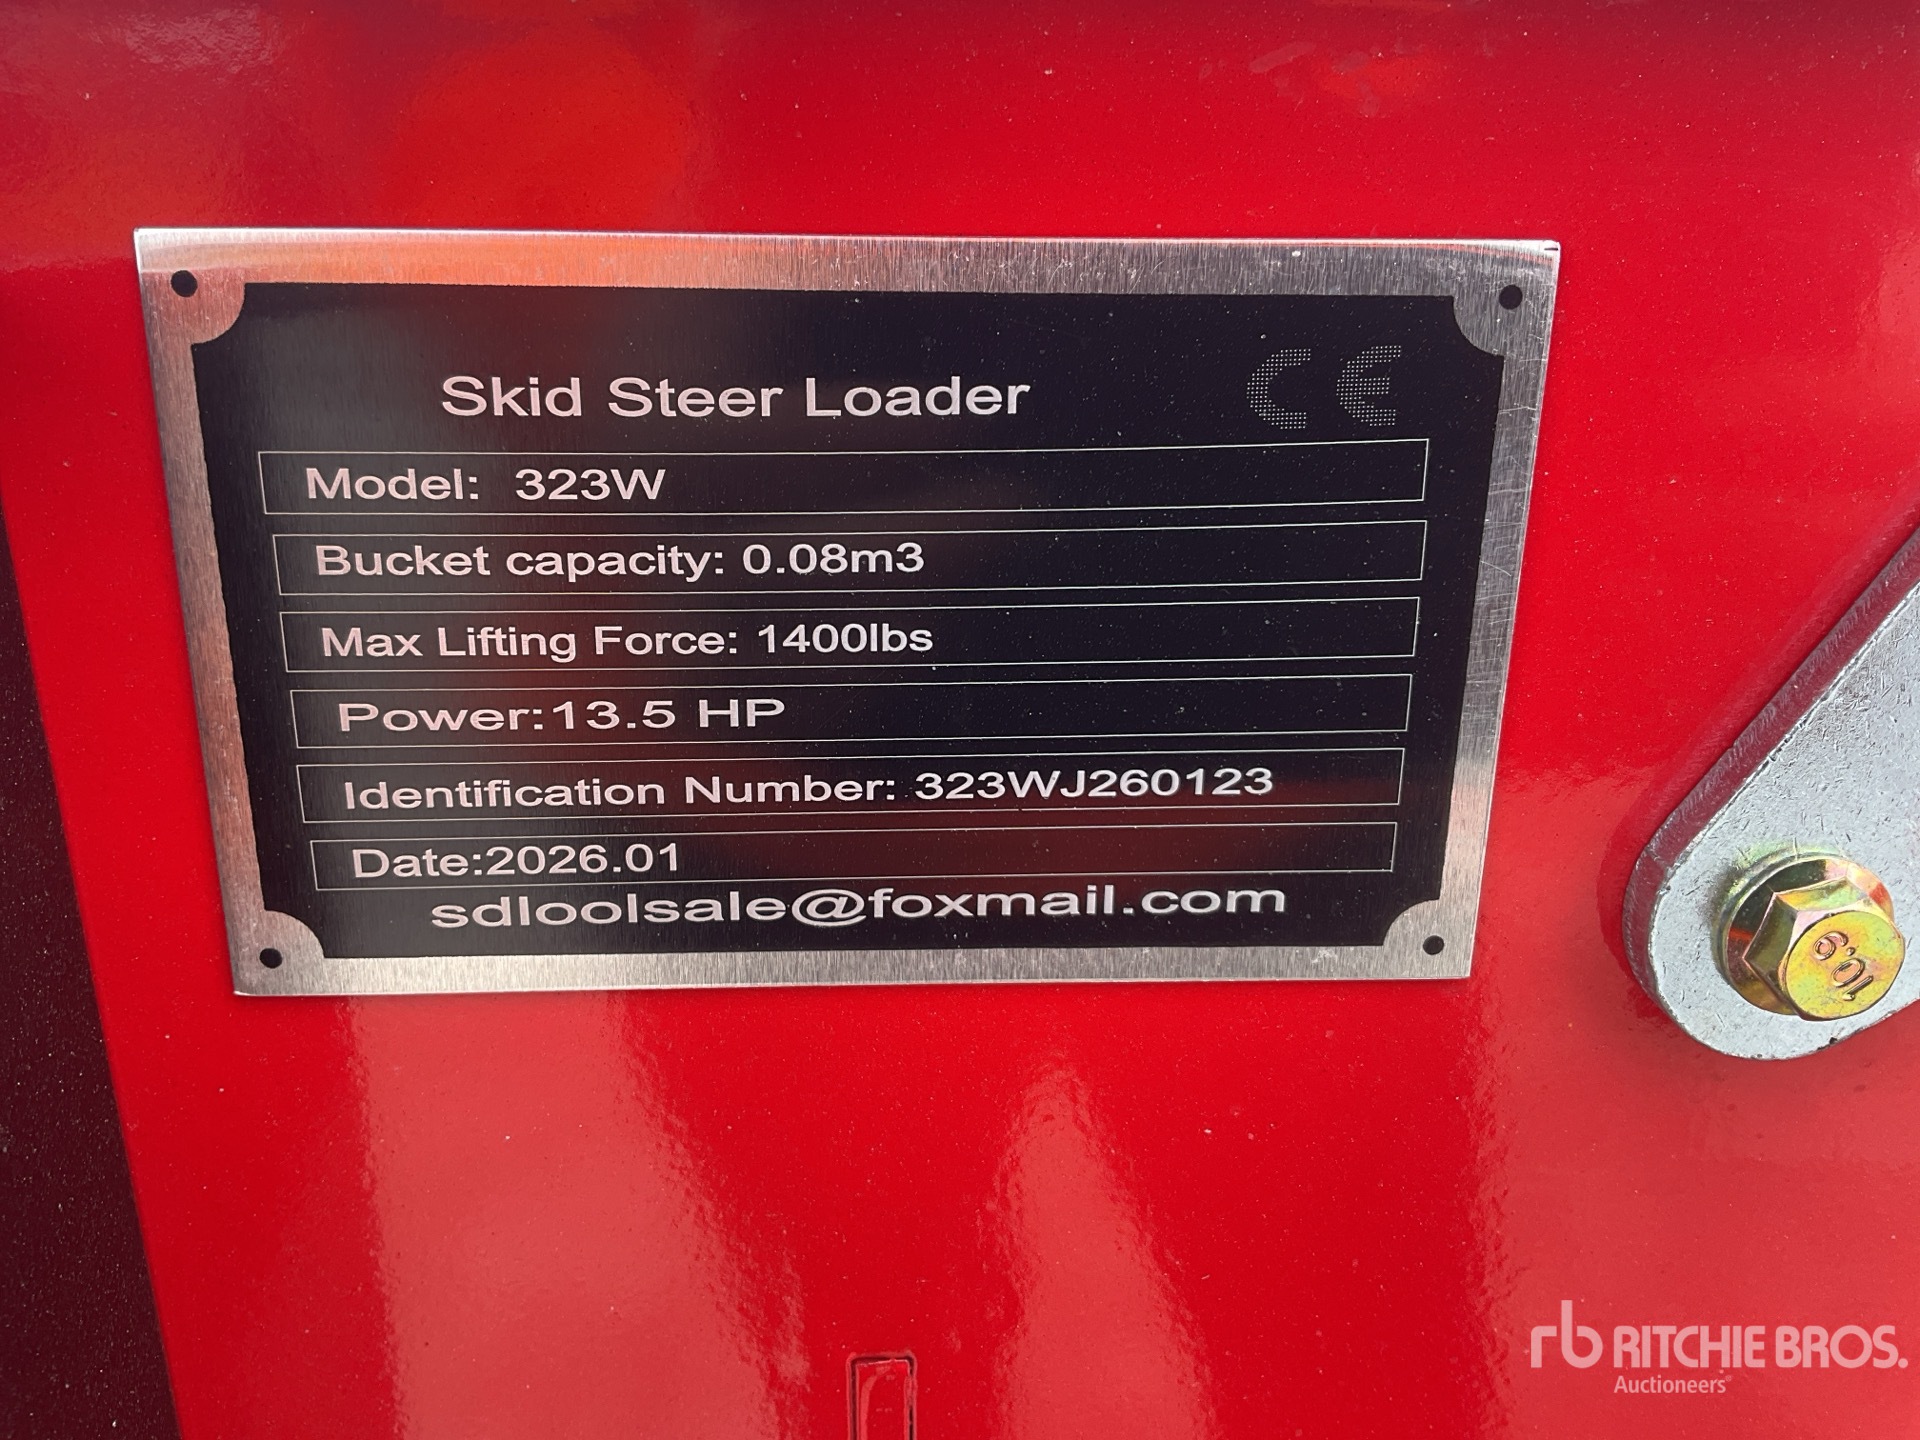 Skid Steer Loader CE
Model: 323W
Bucket capacity: 0.08m3
Max Lifting Force: 1400lbs
Power:13.5 HP
Identification Number: 323WJ260123
Date:2026.01
sdloolsale@foxmail.com
10.9
rb RITCHIE BROS.
Auctioneers